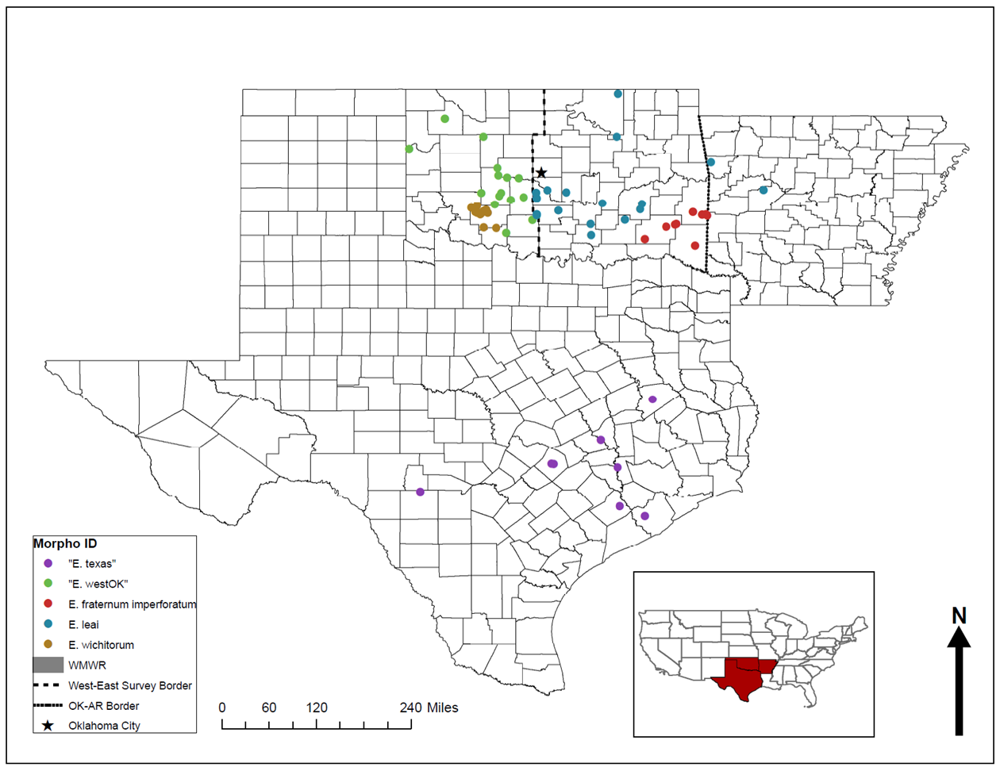 Morpho ID
"E. texas"
"E. westOK"
E. fraternum imperforatum
E. leai
E. wichitorum
WMWR
West-East Survey Border
OK-AR Border
Oklahoma City
0 60 120 240 Miles
N